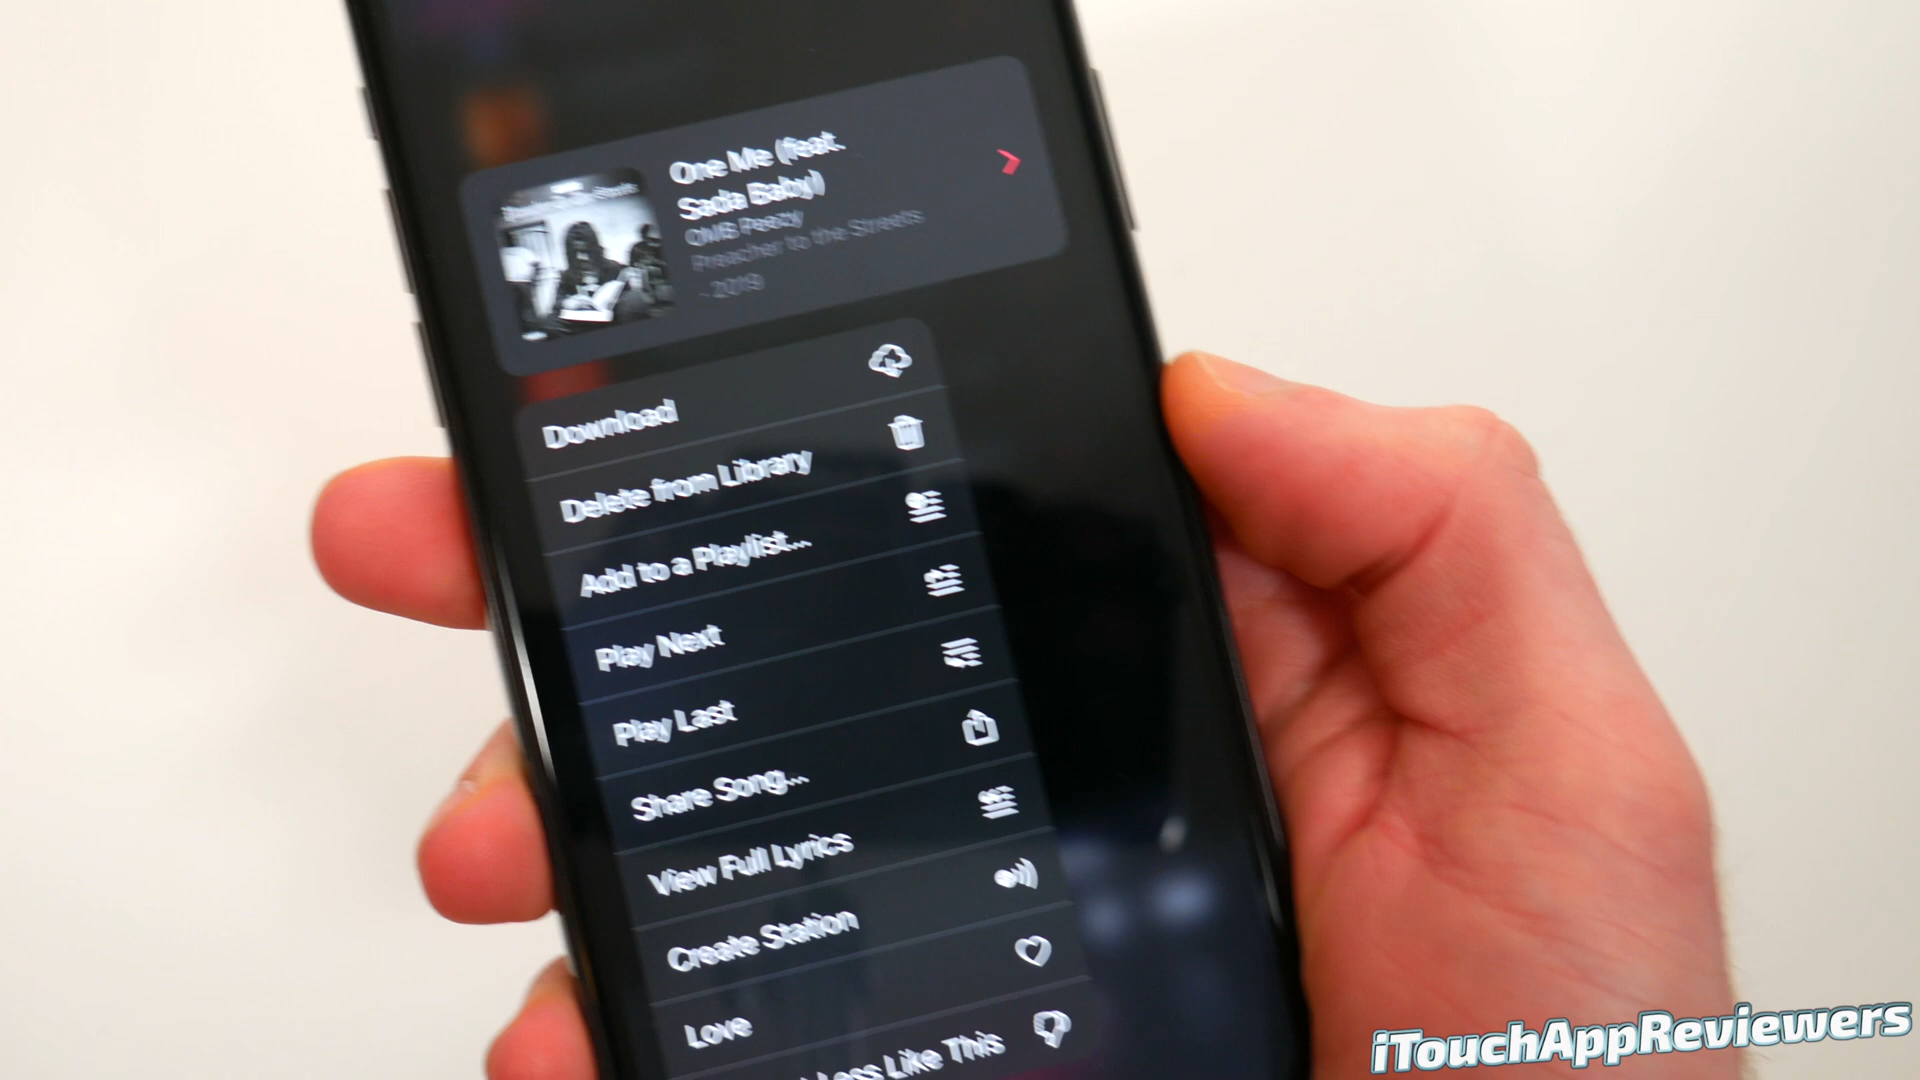 One Me (feat.
Sada Baby)
OMB Peezy
Preacher to the Streets
- 2019
Download
Delete from Library
Add to a Playlist...
Play Next
Play Last
Share Song...
View Full Lyrics
Create Station
Love
Less Like This
iTouchAppReviewers